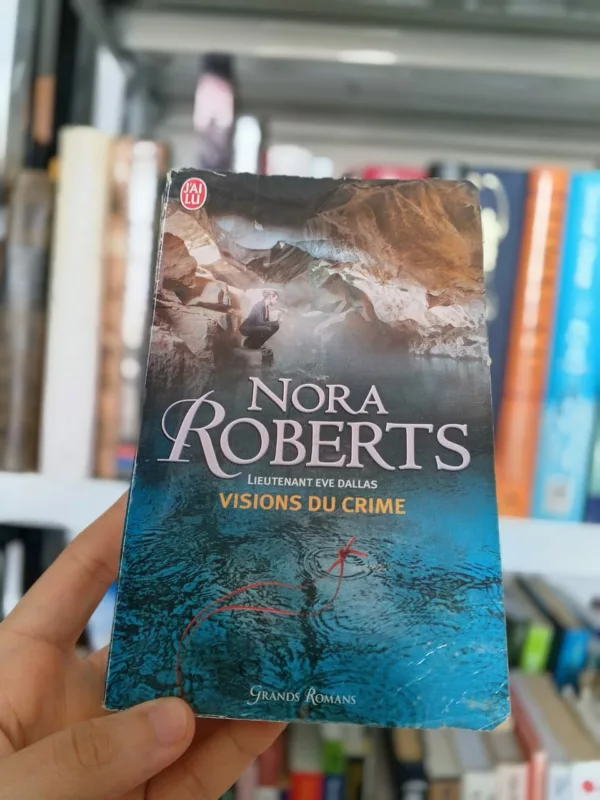 J'AI
LU
NORA
ROBERTS
LIEUTENANT EVE DALLAS
VISIONS DU CRIME
GRANDS ROMANS